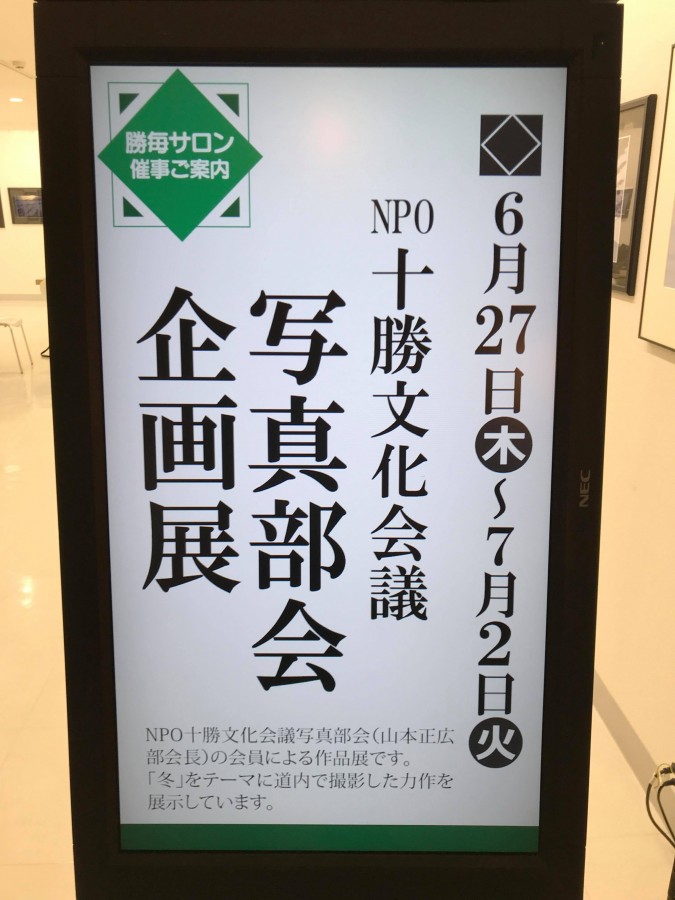 勝毎サロン
催事ご案内
6月27日木～7月2日火
NPO十勝文化会議
写真部会
企画展
NPO十勝文化会議写真部会(山本正広
部会長)の会員による作品展です。
「冬」をテーマに道内で撮影した力作を
展示しています。
NEC